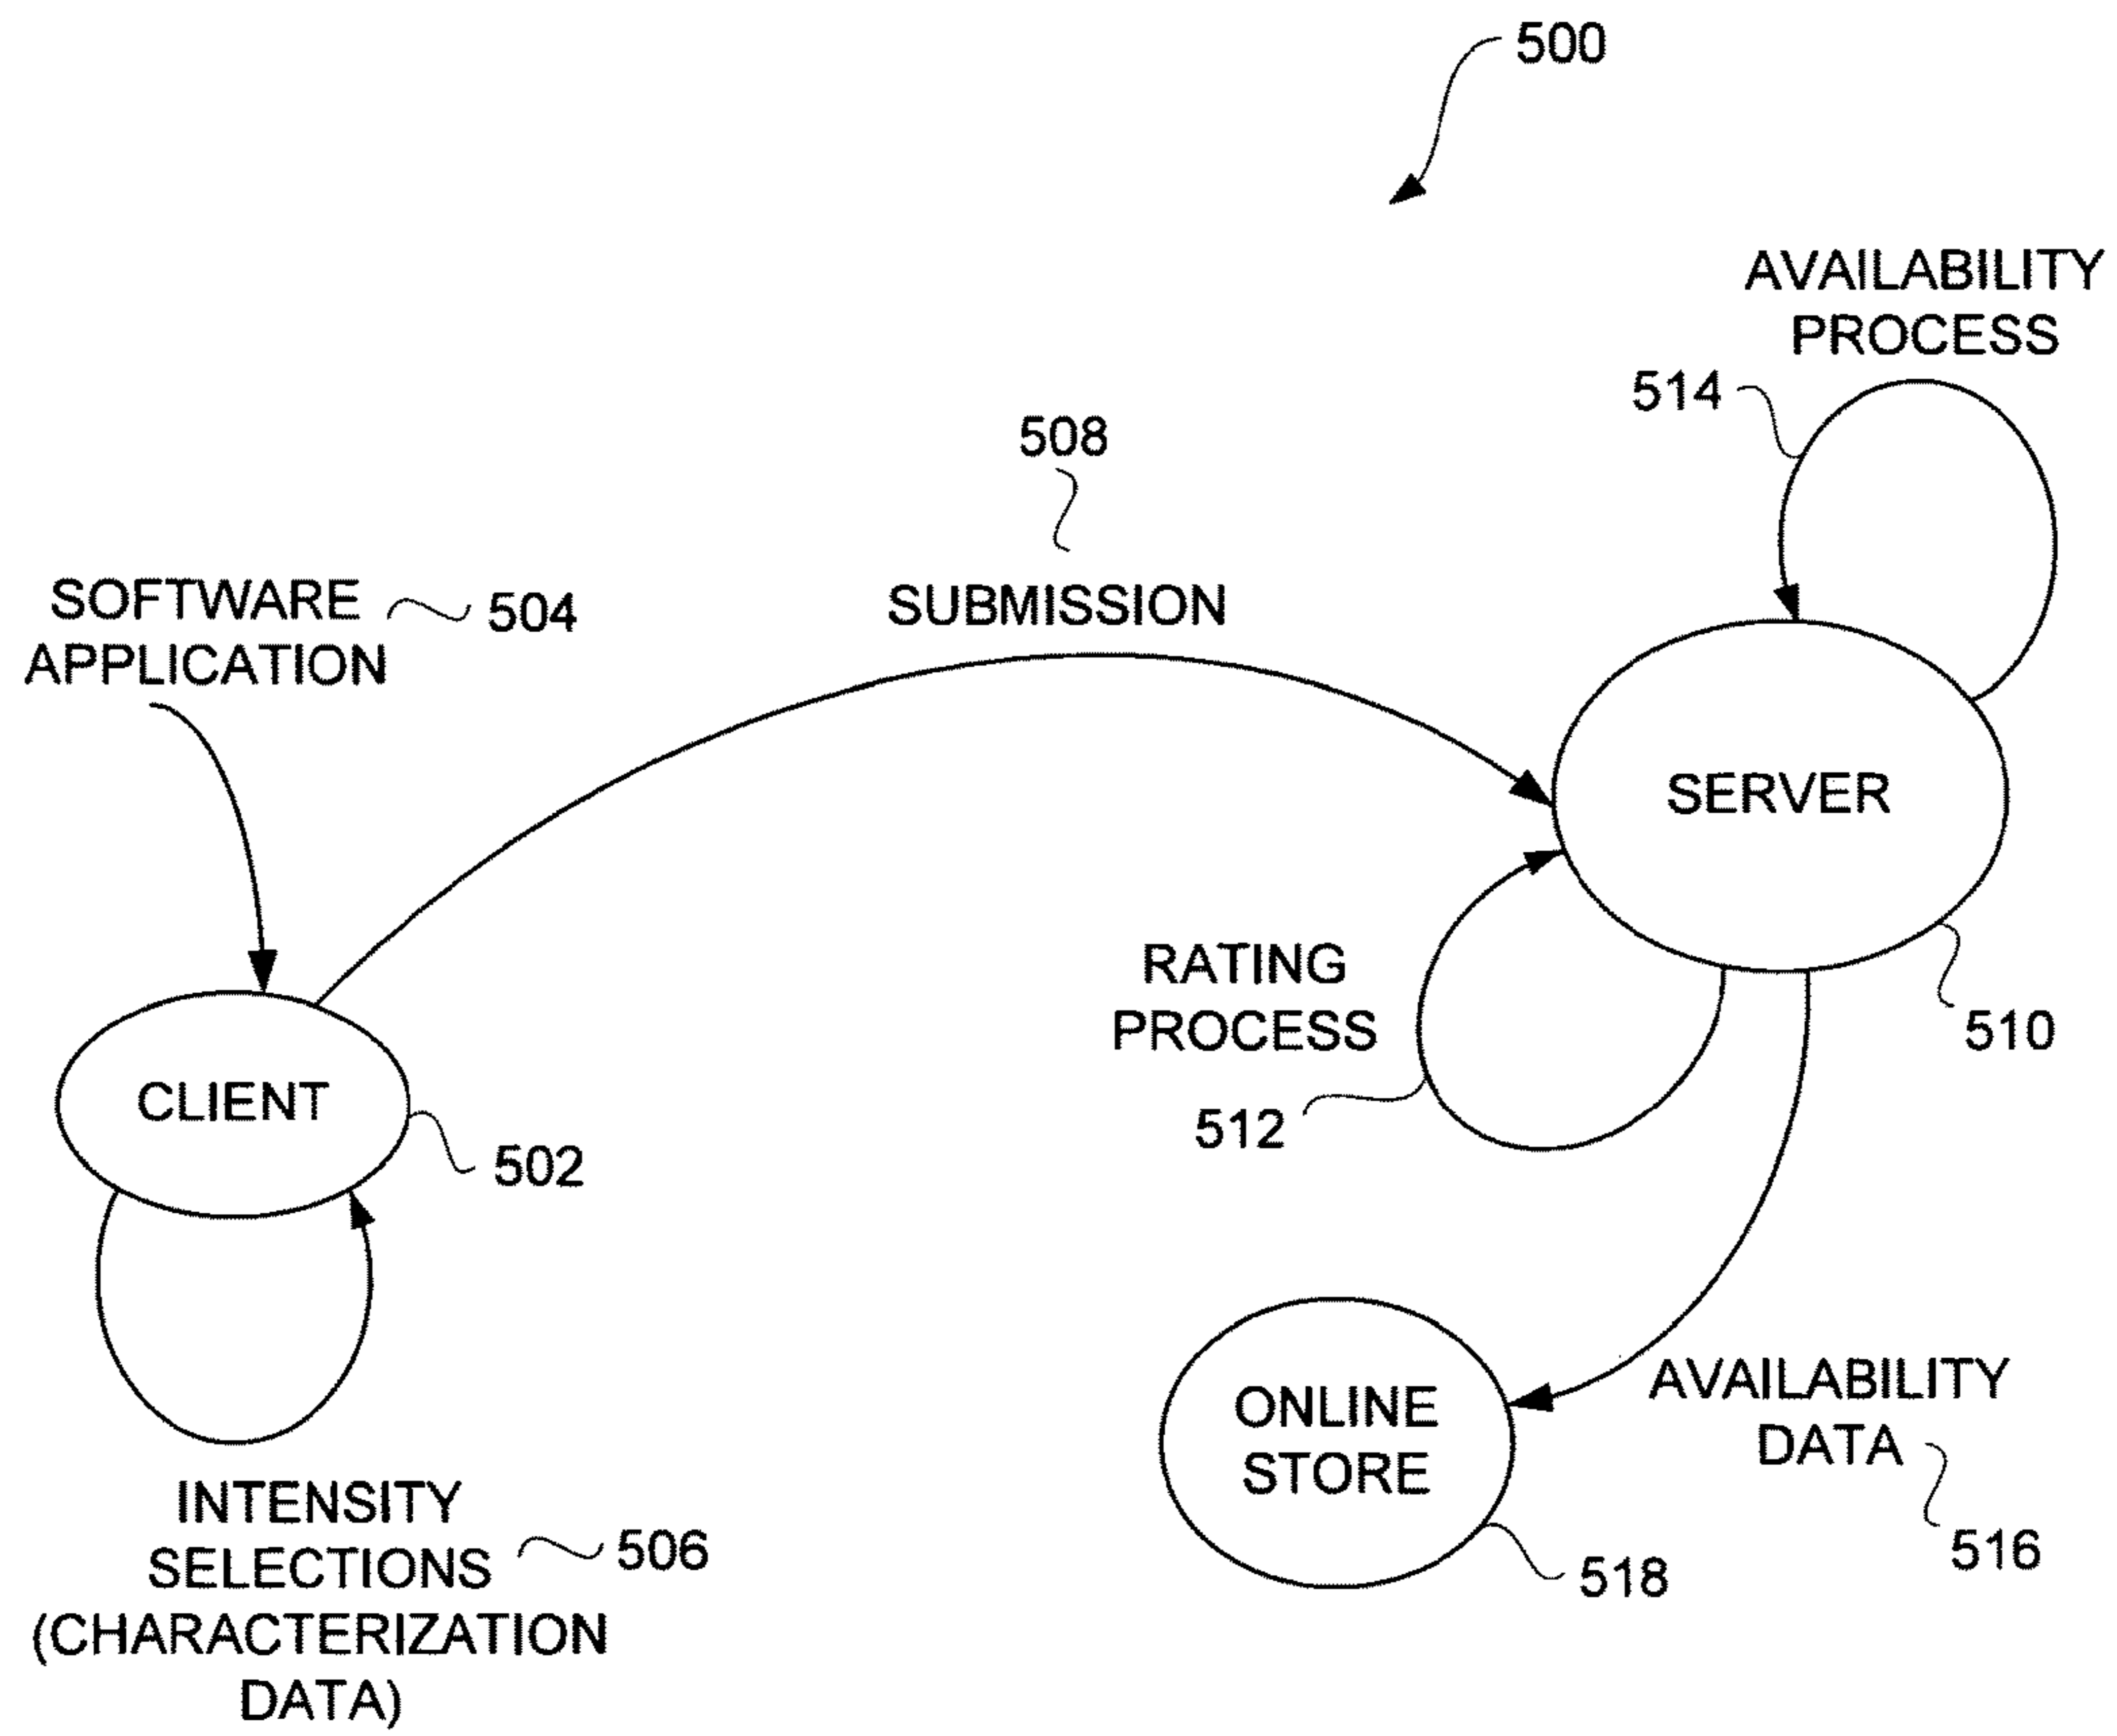 500
AVAILABILITY
PROCESS
514
508
SUBMISSION
SOFTWARE
APPLICATION
504
SERVER
510
RATING
PROCESS
512
CLIENT
502
ONLINE
STORE
518
AVAILABILITY
DATA
516
INTENSITY
SELECTIONS
(CHARACTERIZATION
DATA)
506